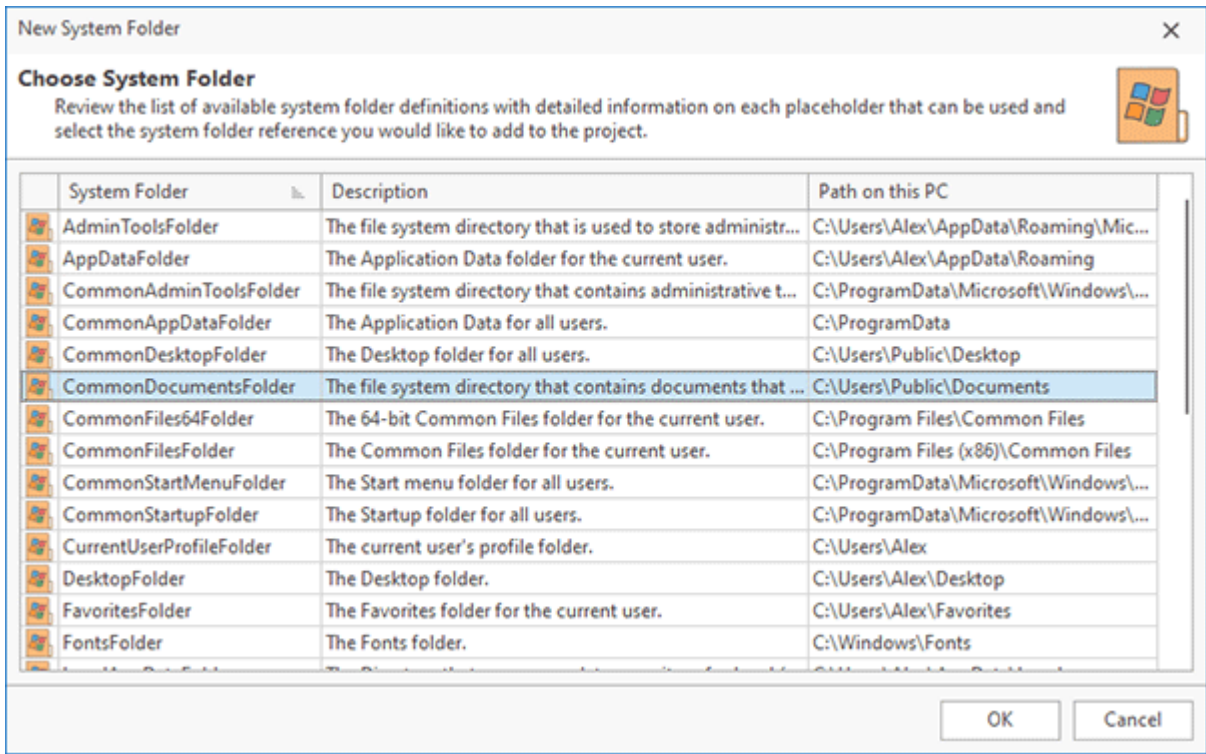 New System Folder
Choose System Folder
Review the list of available system folder definitions with detailed information on each placeholder that can be used and
select the system folder reference you would like to add to the project.
System Folder Description Path on this PC
AdminToolsFolder The file system directory that is used to store administr... C:\Users\Alex\AppData\Roaming\Mic...
AppDataFolder The Application Data folder for the current user. C:\Users\Alex\AppData\Roaming
CommonAdminToolsFolder The file system directory that contains administrative t... C:\ProgramData\Microsoft\Windows\...
CommonAppDataFolder The Application Data for all users. C:\ProgramData
CommonDesktopFolder The Desktop folder for all users. C:\Users\Public\Desktop
CommonDocumentsFolder The file system directory that contains documents that ... C:\Users\Public\Documents
CommonFiles64Folder The 64-bit Common Files folder for the current user. C:\Program Files\Common Files
CommonFilesFolder The Common Files folder for the current user. C:\Program Files (x86)\Common Files
CommonStartMenuFolder The Start menu folder for all users. C:\ProgramData\Microsoft\Windows\...
CommonStartupFolder The Startup folder for all users. C:\ProgramData\Microsoft\Windows\...
CurrentUserProfileFolder The current user's profile folder. C:\Users\Alex
DesktopFolder The Desktop folder. C:\Users\Alex\Desktop
FavoritesFolder The Favorites folder for the current user. C:\Users\Alex\Favorites
FontsFolder The Fonts folder. C:\Windows\Fonts
OK Cancel